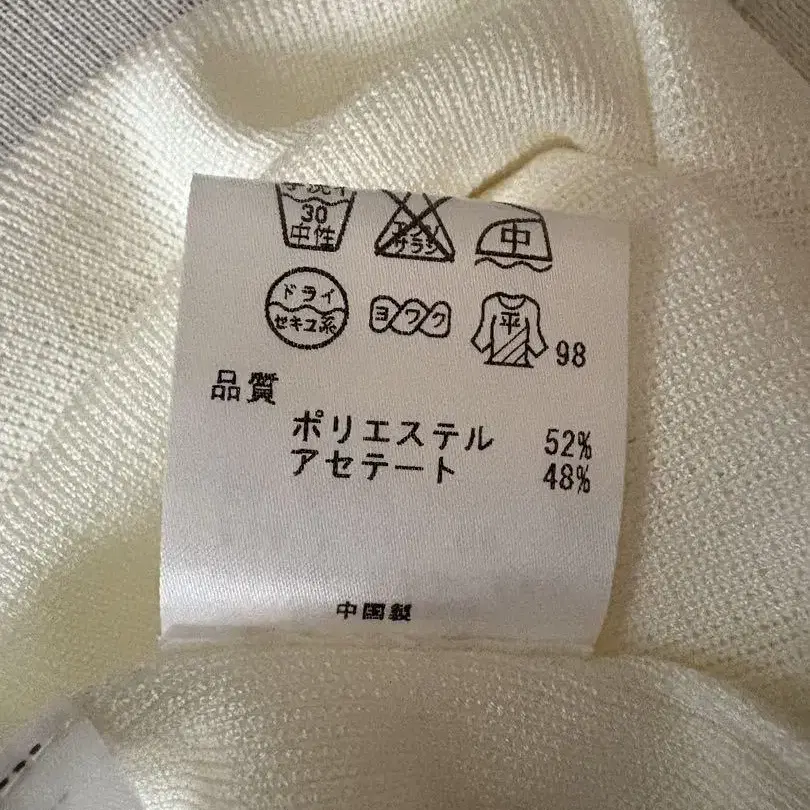 手洗イ
30
中性
エンソ
サラシ
中
ドライ
セキユ系
ヨワク
平
98
品質
ポリエステル 52%
アセテート 48%
中国製